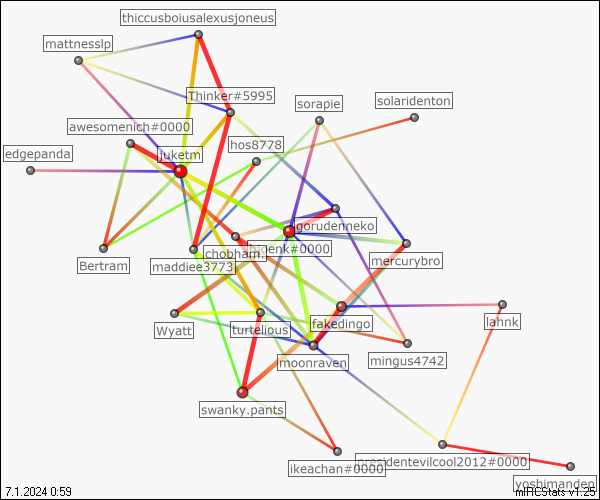 thiccusboiusalexusjoneus
mattnesslp
Thinker#5995
sorapie
solaridenton
awesomenich#0000
hos8778
edgepanda
juketm
gorudenneko
chobham.
#0000
mercurybro
Bertram
maddiee3773
Wyatt
turtelious
fakedingo
lahnk
moonraven
mingus4742
swanky.pants
ikeachan#0000
presidentevilcool2012#0000
yoshimanden
7.1.2024 0:59
mIRCStats v1.25